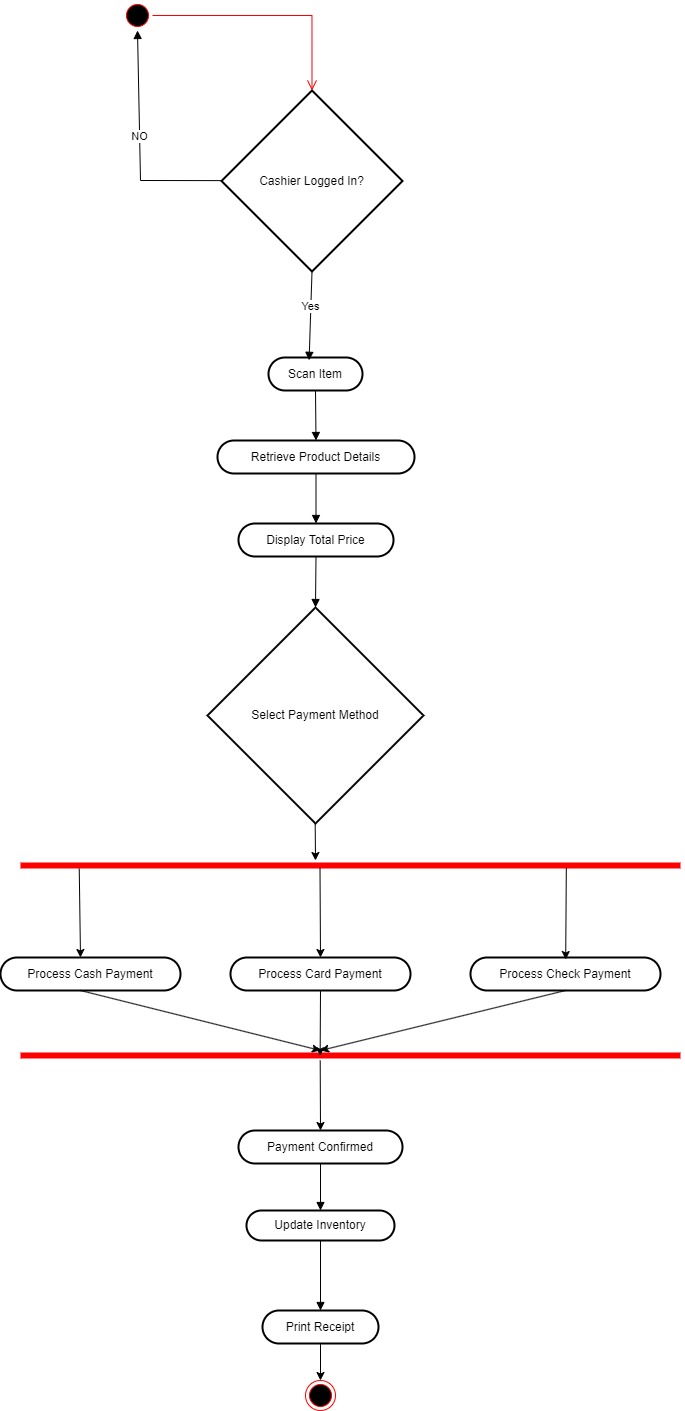 NO
Cashier Logged In?
Yes
Scan Item
Retrieve Product Details
Display Total Price
Select Payment Method
Process Cash Payment
Process Card Payment
Process Check Payment
Payment Confirmed
Update Inventory
Print Receipt